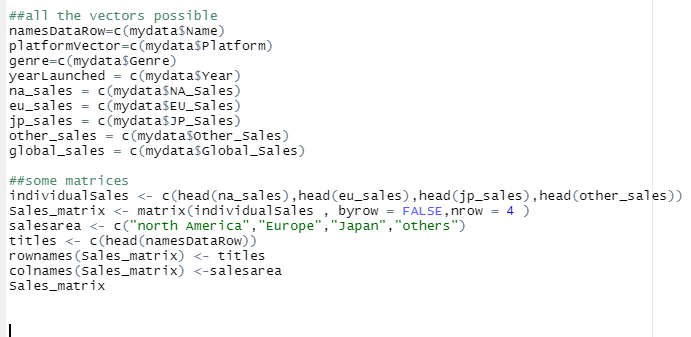 ##all the vectors possible
namesDataRow=c(mydata$Name)
platformVector=c(mydata$Platform)
genre=c(mydata$Genre)
yearLaunched = c(mydata$Year)
na_sales = c(mydata$NA_Sales)
eu_sales = c(mydata$EU_Sales)
jp_sales = c(mydata$JP_Sales)
other_sales = c(mydata$Other_Sales)
global_sales = c(mydata$Global_Sales)
##some matrices
individualSales <- c(head(na_sales),head(eu_sales),head(jp_sales),head(other_sales))
Sales_matrix <- matrix(individualSales , byrow = FALSE,nrow = 4 )
salesarea <- c("north America","Europe","Japan","others")
titles <- c(head(namesDataRow))
rownames(Sales_matrix) <- titles
colnames(Sales_matrix) <-salesarea
Sales_matrix